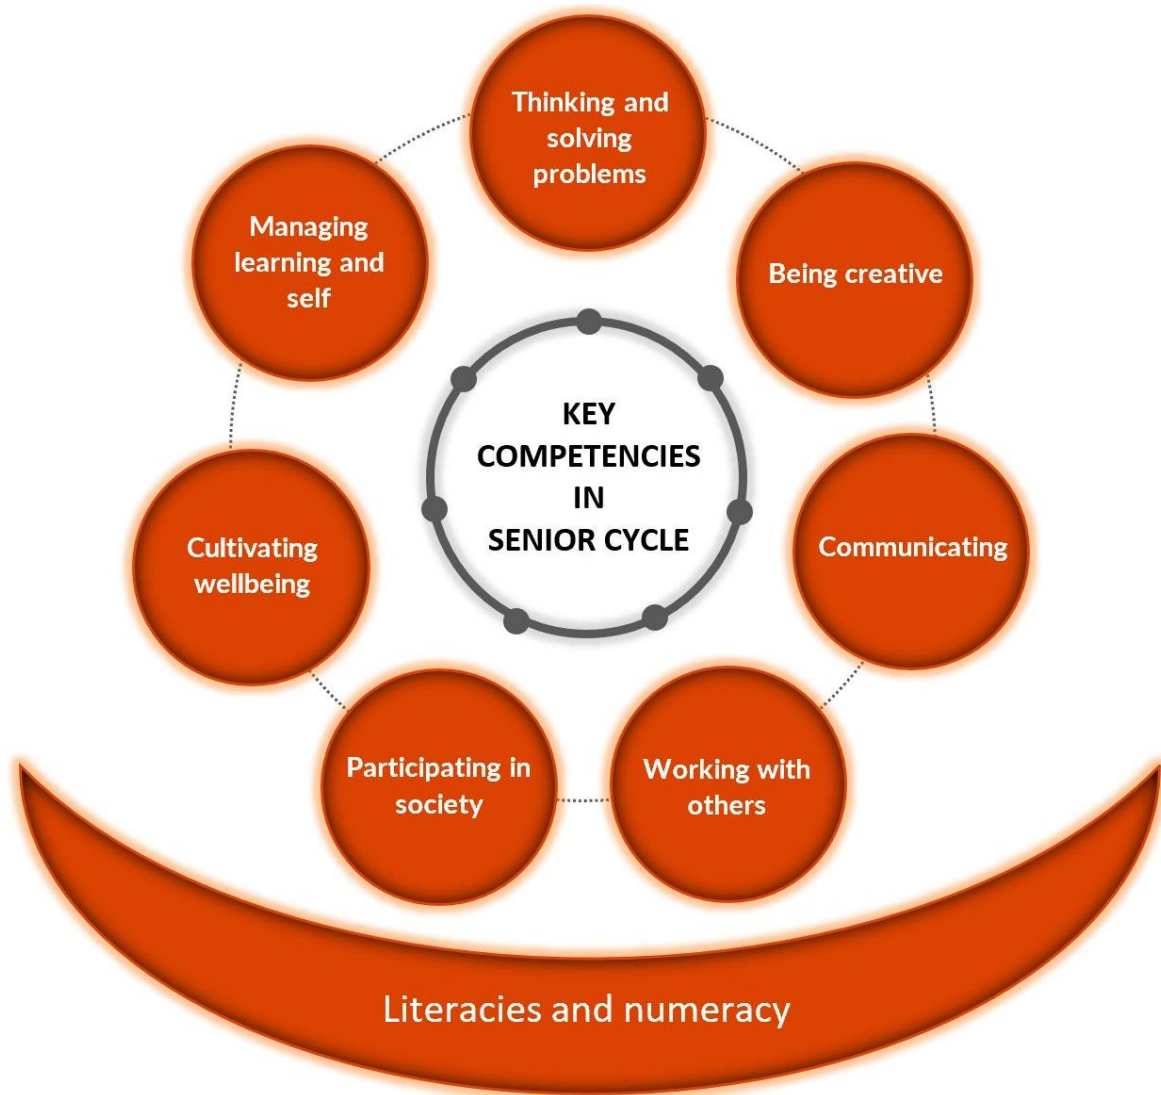 Thinking and
solving
problems
Being creative
Communicating
Working with
others
Participating in
society
Cultivating
wellbeing
Managing
learning and
self
KEY
COMPETENCIES
IN
SENIOR CYCLE
Literacies and numeracy